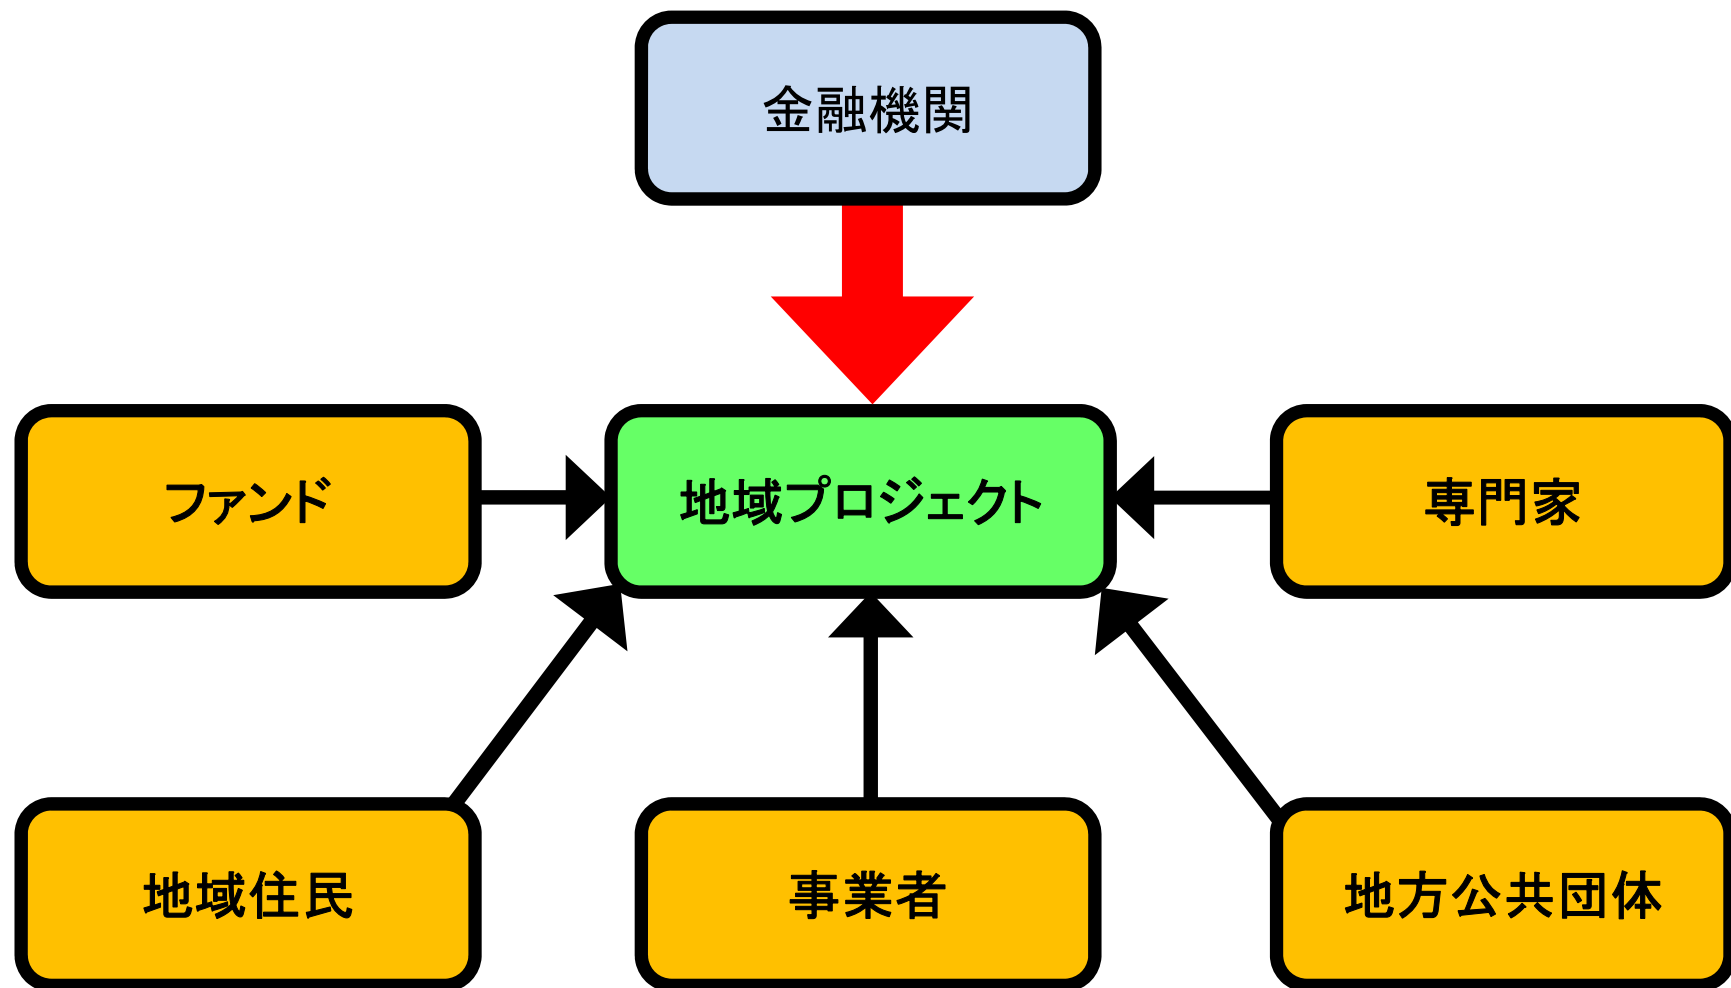 金融機関
ファンド
地域プロジェクト
専門家
地域住民
事業者
地方公共団体